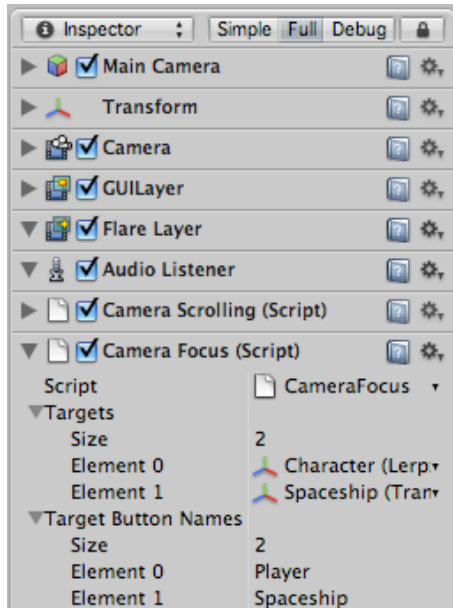 Inspector Simple Full Debug
Main Camera
Transform
Camera
GUILayer
Flare Layer
Audio Listener
Camera Scrolling (Script)
Camera Focus (Script)
Script CameraFocus
Targets
Size 2
Element 0 Character (Lerp
Element 1 Spaceship (Tran
Target Button Names
Size 2
Element 0 Player
Element 1 Spaceship